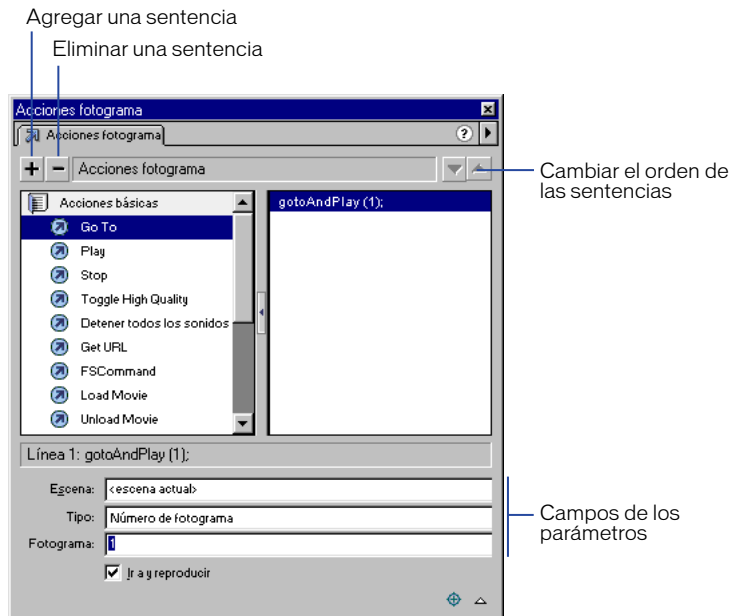 Agregar una sentencia
Eliminar una sentencia
Acciones fotograma
Acciones fotograma
?
+ − Acciones fotograma
Cambiar el orden de
las sentencias
Acciones básicas
Go To
Play
Stop
Toggle High Quality
Detener todos los sonidos
Get URL
FSCommand
Load Movie
Unload Movie
gotoAndPlay (1);
Línea 1: gotoAndPlay (1);
Escena: <escena actual>
Tipo: Número de fotograma
Fotograma: 1
Ir a y reproducir
Campos de los
parámetros